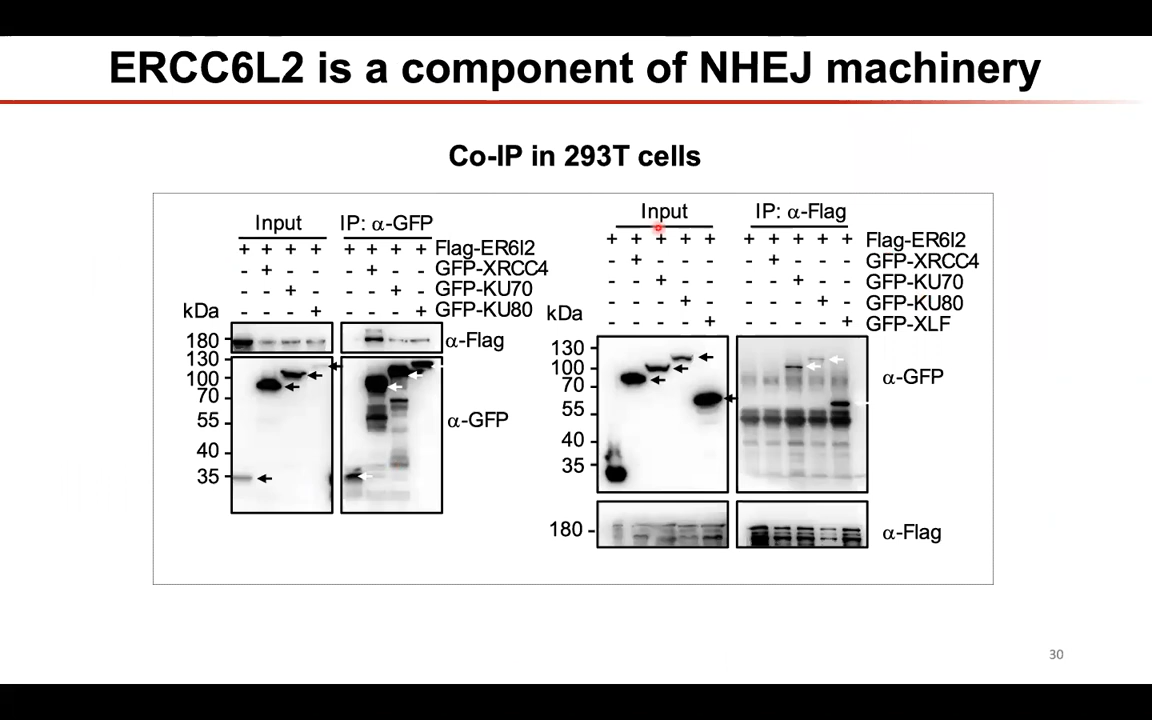 ERCC6L2 is a component of NHEJ machinery
Co-IP in 293T cells
Input IP: α-GFP
+ + + + + + + + Flag-ER6l2
- + - - - + - - GFP-XRCC4
- - + - - - + - GFP-KU70
kDa - - - + - - - + GFP-KU80
180 α-Flag
130
100
70
55 α-GFP
40
35
Input IP: α-Flag
+ + + + + + + + + + Flag-ER6l2
- + - - - - + - - - GFP-XRCC4
- - + - - - - + - - GFP-KU70
kDa - - - + - - - - + - GFP-KU80
- - - - + - - - - + GFP-XLF
130
100
70 α-GFP
55
40
35
180 α-Flag
30